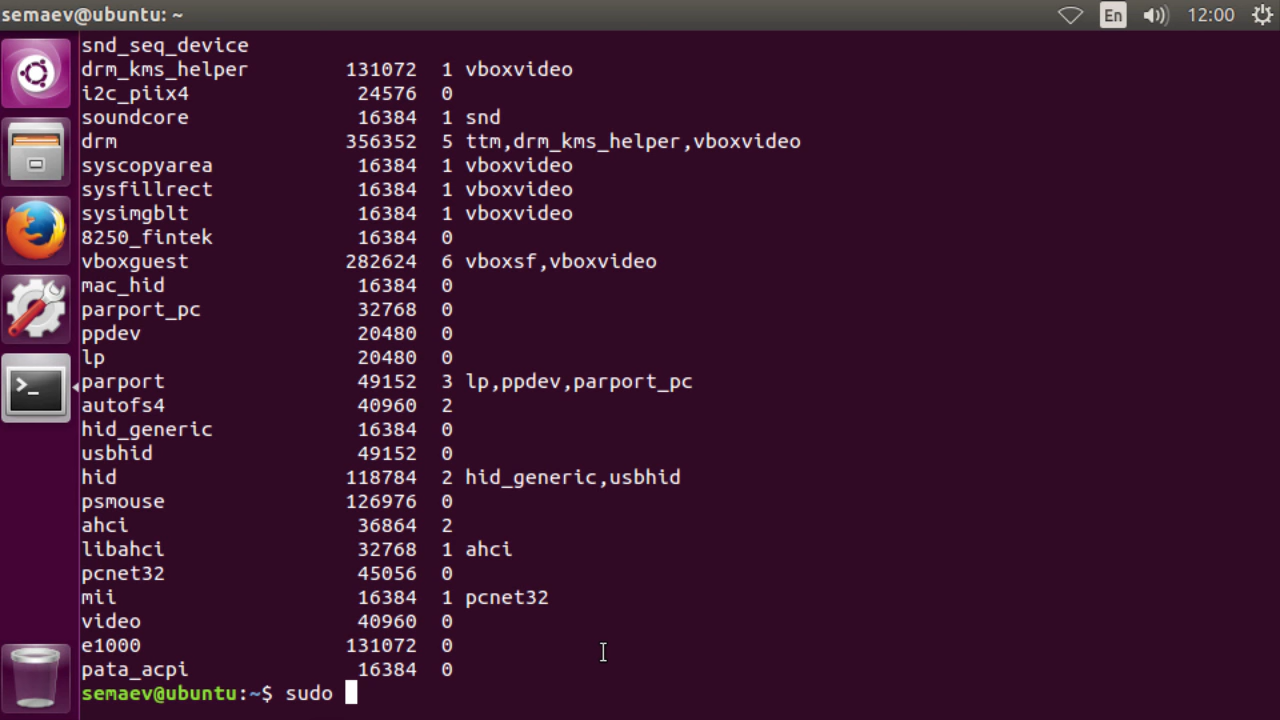 semaev@ubuntu: ~ En 12:00
snd_seq_device
drm_kms_helper 131072 1 vboxvideo
i2c_piix4 24576 0
soundcore 16384 1 snd
drm 356352 5 ttm,drm_kms_helper,vboxvideo
syscopyarea 16384 1 vboxvideo
sysfillrect 16384 1 vboxvideo
sysimgblt 16384 1 vboxvideo
8250_fintek 16384 0
vboxguest 282624 6 vboxsf,vboxvideo
mac_hid 16384 0
parport_pc 32768 0
ppdev 20480 0
lp 20480 0
parport 49152 3 lp,ppdev,parport_pc
autofs4 40960 2
hid_generic 16384 0
usbhid 49152 0
hid 118784 2 hid_generic,usbhid
psmouse 126976 0
ahci 36864 2
libahci 32768 1 ahci
pcnet32 45056 0
mii 16384 1 pcnet32
video 40960 0
e1000 131072 0
pata_acpi 16384 0
semaev@ubuntu:~$ sudo